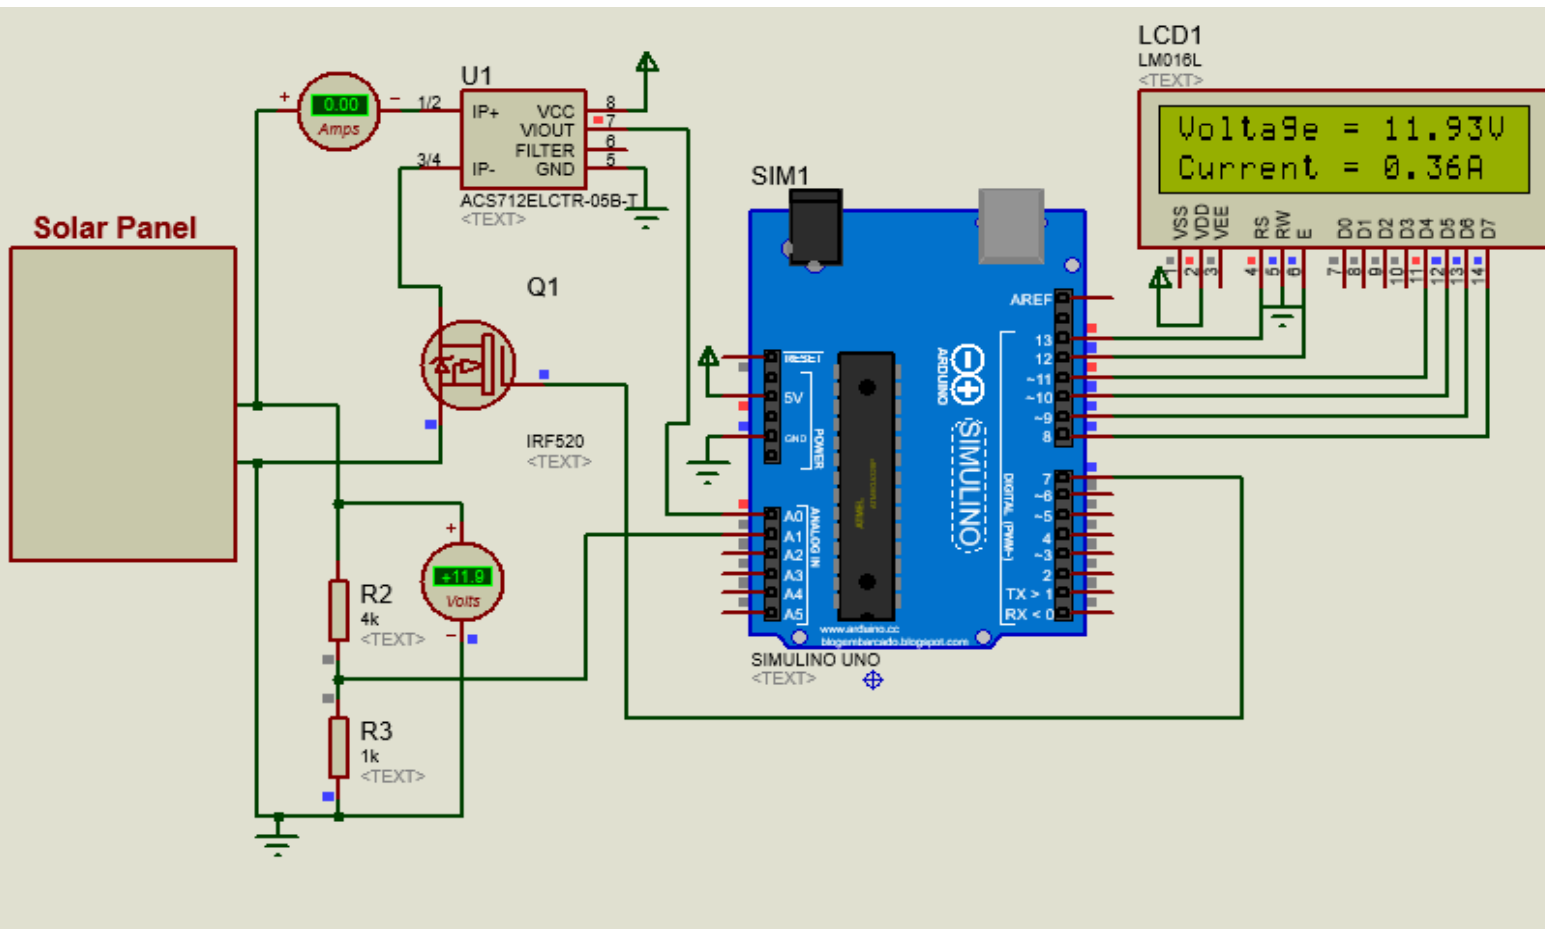 LCD1
LM016L
<TEXT>
Voltage = 11.93V
Current = 0.36A
VSS
VDD
VEE
RS
RW
E
D0
D1
D2
D3
D4
D5
D6
D7
1
2
3
4
5
6
7
8
9
10
11
12
13
14
U1
+
0.00
Amps
−
1/2
IP+
3/4
IP-
VCC
8
VIOUT
7
FILTER
6
GND
5
ACS712ELCTR-05B-T
<TEXT>
Solar Panel
Q1
IRF520
<TEXT>
+
+11.9
Volts
−
R2
4k
<TEXT>
R3
1k
<TEXT>
SIM1
AREF
13
12
~11
~10
~9
8
7
~6
~5
4
~3
2
TX > 1
RX < 0
RESET
5V
GND
POWER
A0
A1
A2
A3
A4
A5
ANALOG IN
ARDUINO
SIMULINO
DIGITAL (PWM~)
ATMEL
www.arduino.cc
blogembarcado.blogspot.com
SIMULINO UNO
<TEXT>